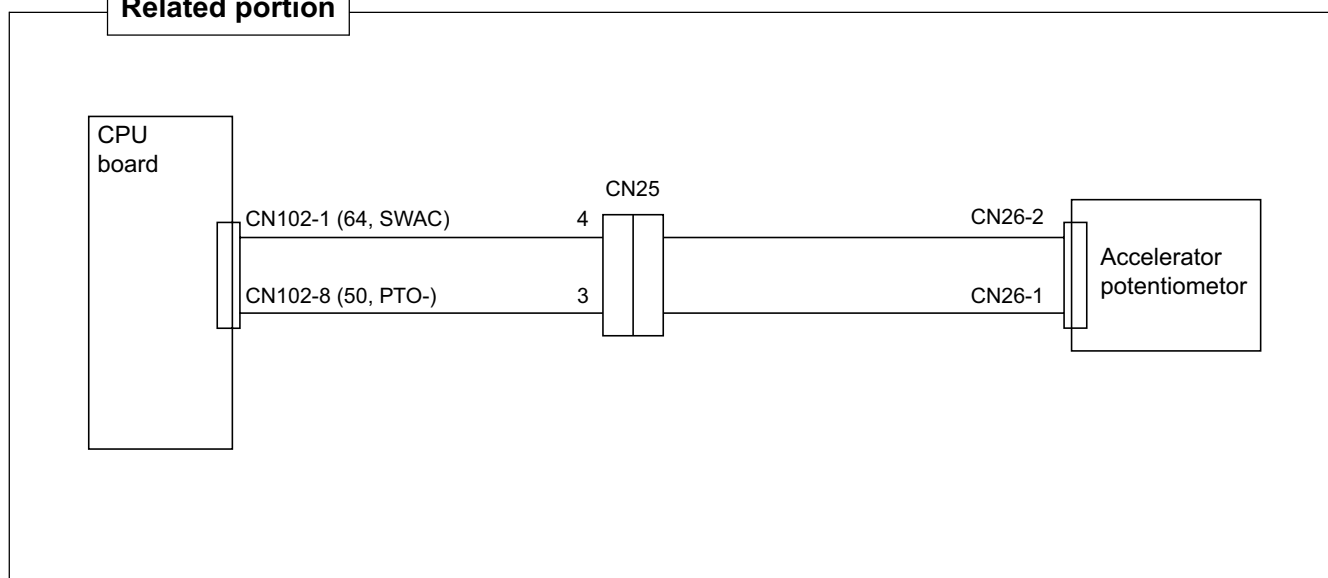 Related portion
CPU
board
CN25
CN102-1 (64, SWAC)
4
CN26-2
Accelerator
potentiometor
CN102-8 (50, PTO-)
3
CN26-1